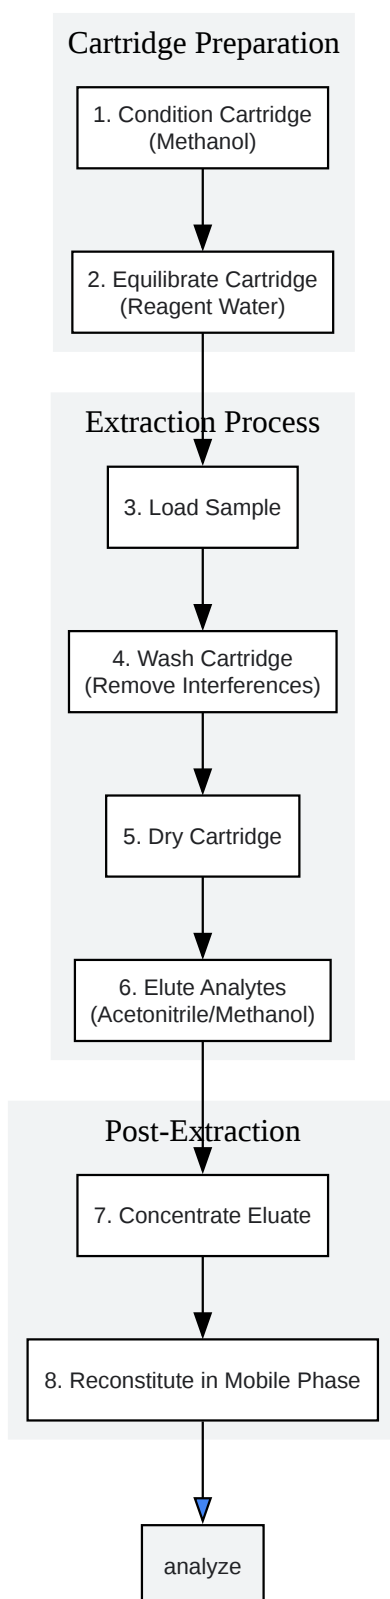 Cartridge Preparation
1. Condition Cartridge
(Methanol)
2. Equilibrate Cartridge
(Reagent Water)
Extraction Process
3. Load Sample
4. Wash Cartridge
(Remove Interferences)
5. Dry Cartridge
6. Elute Analytes
(Acetonitrile/Methanol)
Post-Extraction
7. Concentrate Eluate
8. Reconstitute in Mobile Phase
analyze